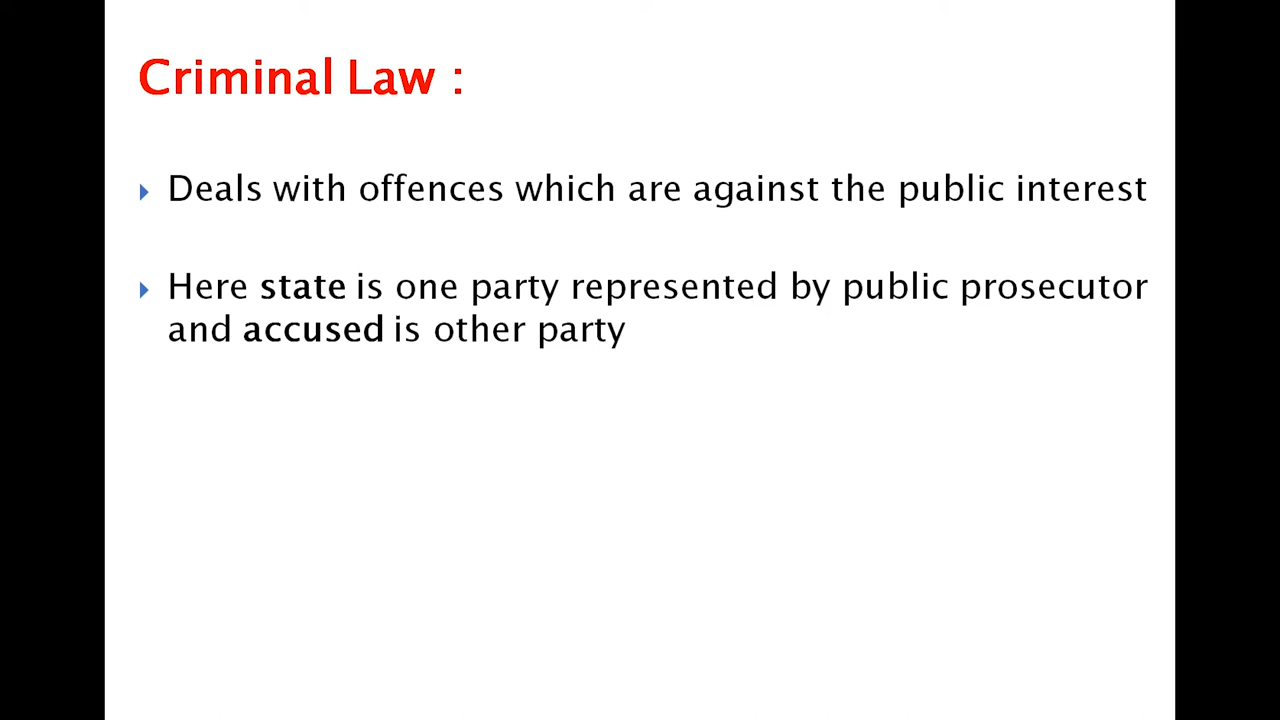 Criminal Law :
Deals with offences which are against the public interest
Here state is one party represented by public prosecutor
and accused is other party